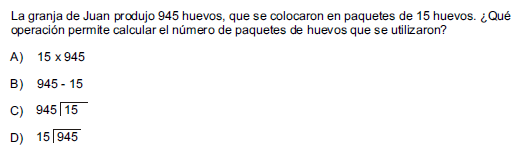 La granja de Juan produjo 945 huevos, que se colocaron en paquetes de 15 huevos. ¿Qué
operación permite calcular el número de paquetes de huevos que se utilizaron?
A) 15 x 945
B) 945 - 15
C) 945 15
D) 15 945